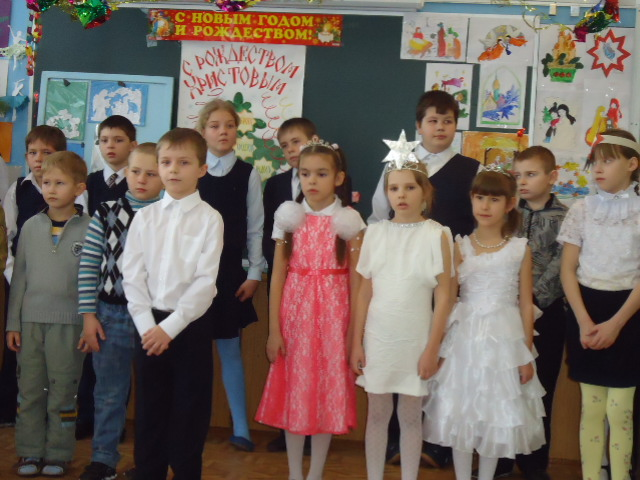 С НОВЫМ ГОДОМ
И РОЖДЕСТВОМ!
С РОЖДЕСТВОМ
ХРИСТОВЫМ